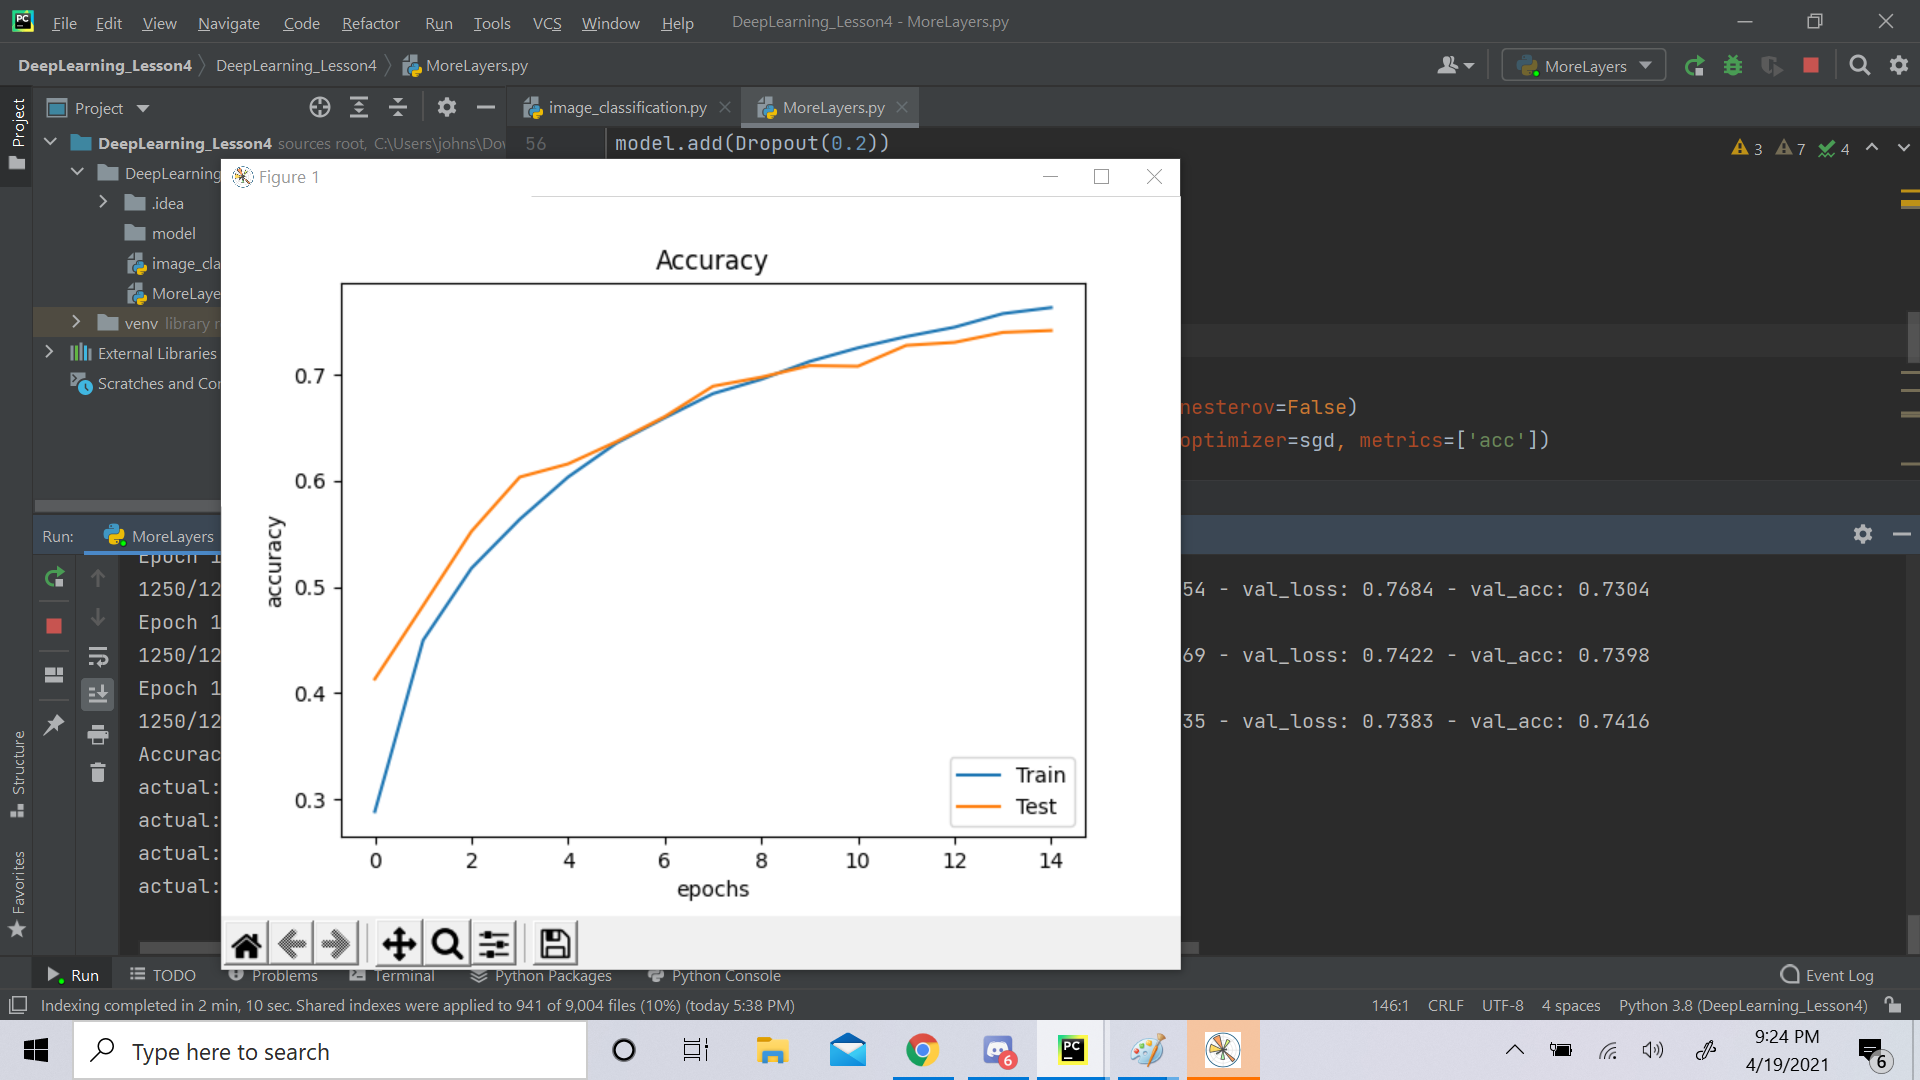 File Edit View Navigate Code Refactor Run Tools VCS Window Help DeepLearning_Lesson4 - MoreLayers.py
DeepLearning_Lesson4 DeepLearning_Lesson4 MoreLayers.py MoreLayers
Project image_classification.py MoreLayers.py
Project
DeepLearning_Lesson4 sources root, C:\Users\johns\Dov
56 model.add(Dropout(0.2))
3 7 4
DeepLearning
.idea
model
image_cla
MoreLaye
venv library r
External Libraries
Scratches and Co
Figure 1
Accuracy
0.7
0.6
0.5
0.4
0.3
accuracy
Train
Test
0 2 4 6 8 10 12 14
epochs
nesterov=False)
optimizer=sgd, metrics=['acc'])
Run: MoreLayers
Epoch 1
1250/12 54 - val_loss: 0.7684 - val_acc: 0.7304
Epoch 1
1250/12 69 - val_loss: 0.7422 - val_acc: 0.7398
Epoch 1
1250/12 35 - val_loss: 0.7383 - val_acc: 0.7416
Accurac
actual:
actual:
actual:
actual:
Structure
Favorites
Run TODO Problems Terminal Python Packages Python Console Event Log
Indexing completed in 2 min, 10 sec. Shared indexes were applied to 941 of 9,004 files (10%) (today 5:38 PM) 146:1 CRLF UTF-8 4 spaces Python 3.8 (DeepLearning_Lesson4)
Type here to search
PC
6
9:24 PM
4/19/2021
6